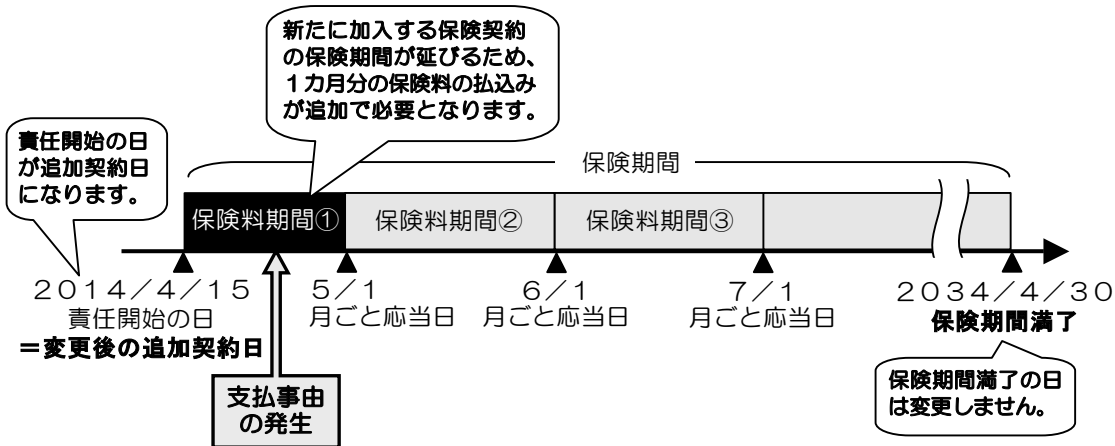 新たに加入する保険契約
の保険期間が延びるため、
１カ月分の保険料の払込み
が追加で必要となります。
責任開始の日
が追加契約日
になります。
保険期間
保険料期間①
保険料期間②
保険料期間③
２０１４／４／１５
責任開始の日
＝変更後の追加契約日
５／１
月ごと応当日
６／１
月ごと応当日
７／１
月ごと応当日
２０３４／４／３０
保険期間満了
支払事由
の発生
保険期間満了の日
は変更しません。